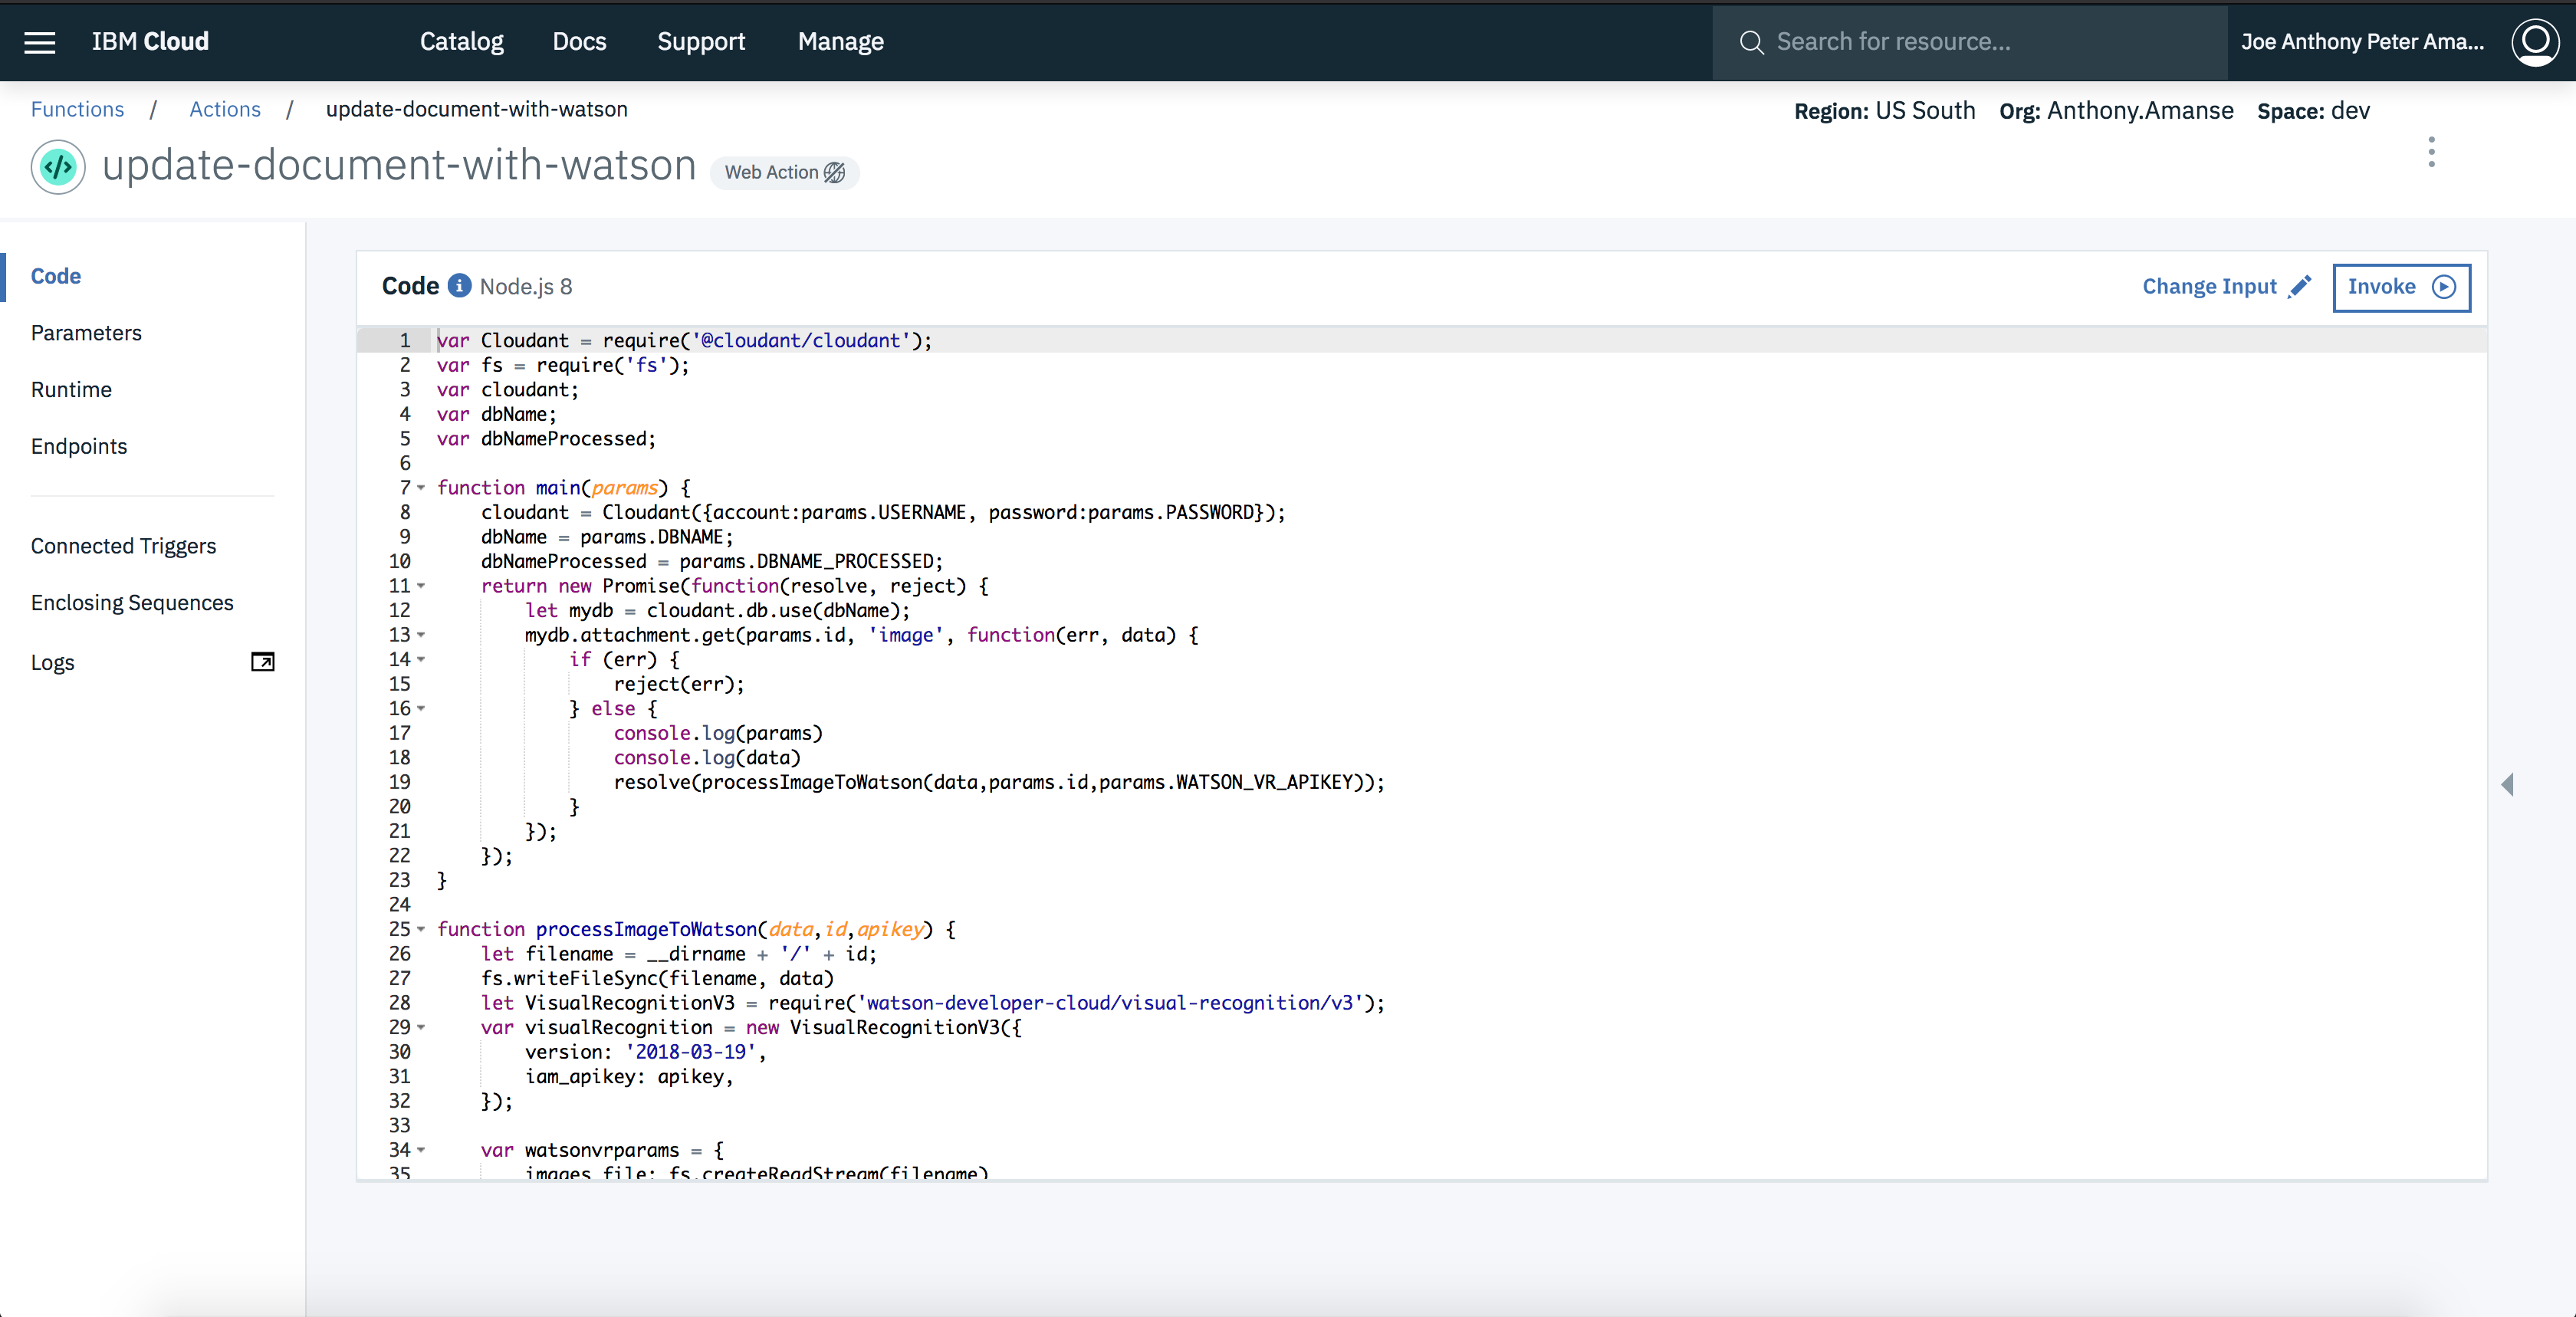 IBM Cloud Catalog Docs Support Manage Search for resource... Joe Anthony Peter Ama...
Functions / Actions / update-document-with-watson Region: US South Org: Anthony.Amanse Space: dev
</> update-document-with-watson Web Action
Code
Parameters
Runtime
Endpoints
Connected Triggers
Enclosing Sequences
Logs
Code i Node.js 8 Change Input Invoke
1 var Cloudant = require('@cloudant/cloudant');
2 var fs = require('fs');
3 var cloudant;
4 var dbName;
5 var dbNameProcessed;
6
7 function main(params) {
8     cloudant = Cloudant({account:params.USERNAME, password:params.PASSWORD});
9     dbName = params.DBNAME;
10     dbNameProcessed = params.DBNAME_PROCESSED;
11     return new Promise(function(resolve, reject) {
12         let mydb = cloudant.db.use(dbName);
13         mydb.attachment.get(params.id, 'image', function(err, data) {
14             if (err) {
15                 reject(err);
16             } else {
17                 console.log(params)
18                 console.log(data)
19                 resolve(processImageToWatson(data,params.id,params.WATSON_VR_APIKEY));
20             }
21         });
22     });
23 }
24
25 function processImageToWatson(data,id,apikey) {
26     let filename = __dirname + '/' + id;
27     fs.writeFileSync(filename, data)
28     let VisualRecognitionV3 = require('watson-developer-cloud/visual-recognition/v3');
29     var visualRecognition = new VisualRecognitionV3({
30         version: '2018-03-19',
31         iam_apikey: apikey,
32     });
33
34     var watsonvrparams = {
35         images_file: fs.createReadStream(filename)